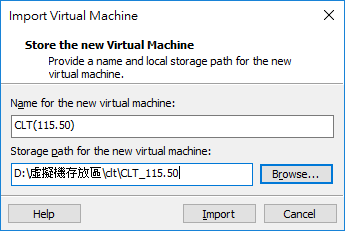 Import Virtual Machine
Store the new Virtual Machine
Provide a name and local storage path for the new
virtual machine.
Name for the new virtual machine:
CLT(115.50)
Storage path for the new virtual machine:
D:\虛擬機存放區\clt\CLT_115.50
Browse...
Help
Import
Cancel